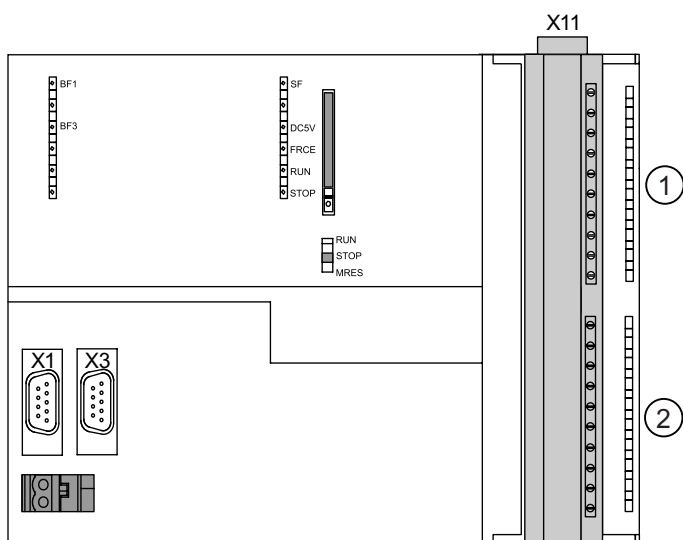 X11
BF1
BF3
SF
DC5V
FRCE
RUN
STOP
RUN
STOP
MRES
1
X1 X3
2